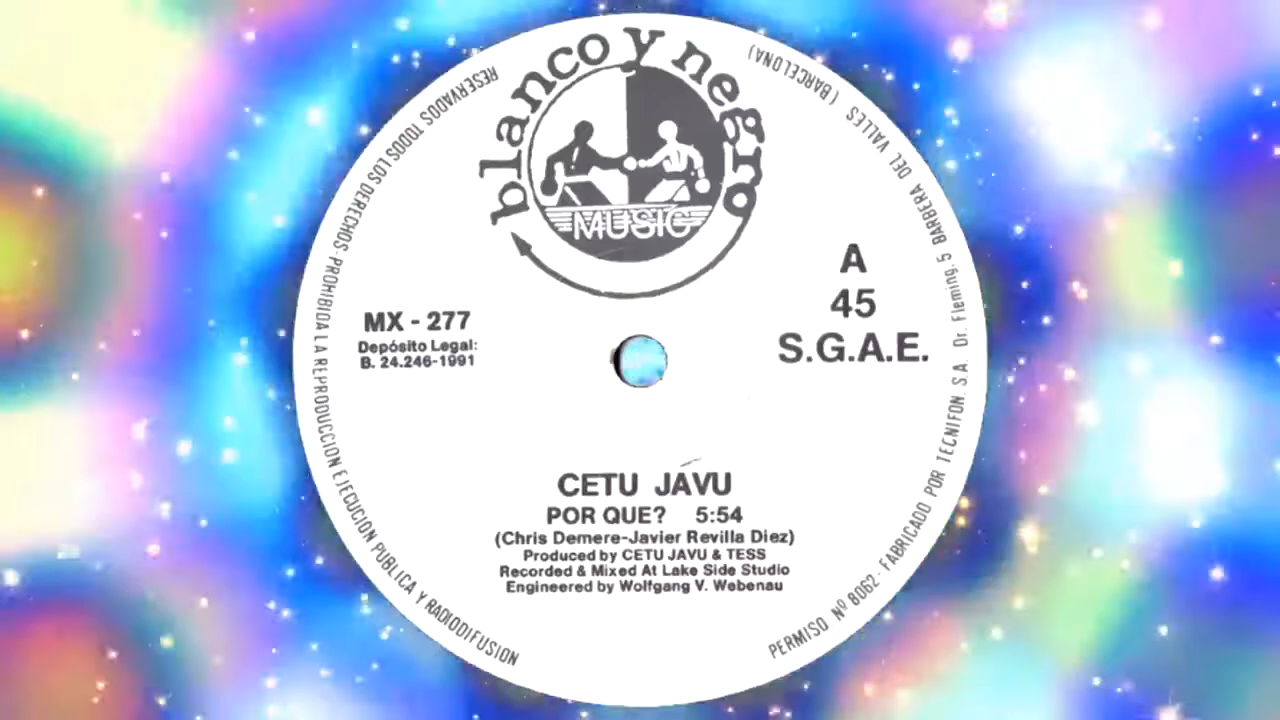 blanco y negro
MUSIC
RESERVADOS TODOS LOS DERECHOS-PROHIBIDA LA REPRODUCCION EJECUCION PUBLICA Y RADIODIFUSION
PERMISO Nº 8062 - FABRICADO POR TECNIFON, S.A. Dr. Fleming, 5 BARBERA DEL VALLES (BARCELONA)
A
45
S.G.A.E.
MX - 277
Depósito Legal:
B. 24.246-1991
CETU JAVU
POR QUE? 5:54
(Chris Demere-Javier Revilla Diez)
Produced by CETU JAVU & TESS
Recorded & Mixed At Lake Side Studio
Engineered by Wolfgang V. Webenau